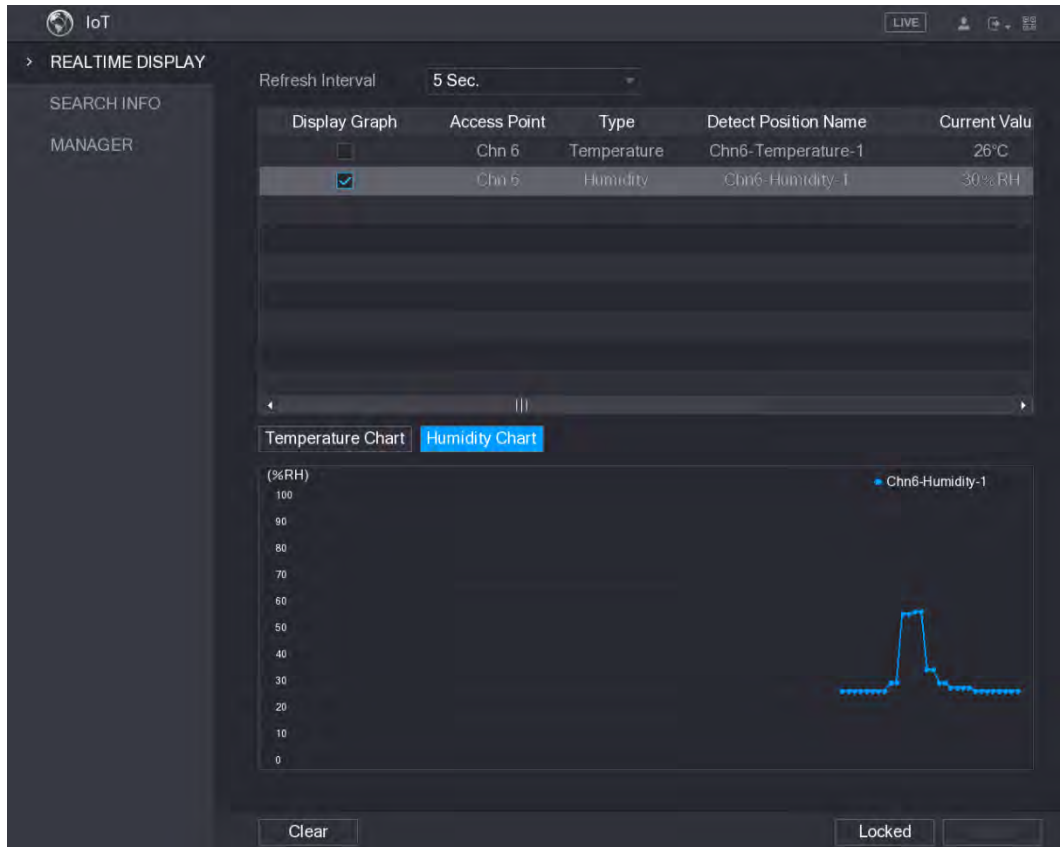 IoT
LIVE
REALTIME DISPLAY
SEARCH INFO
MANAGER
Refresh Interval 5 Sec.
Display Graph Access Point Type Detect Position Name Current Valu
Chn 6 Temperature Chn6-Temperature-1 26°C
Chn 6 Humidity Chn6-Humidity-1 30%RH
Temperature Chart Humidity Chart
(%RH)
Chn6-Humidity-1
100
90
80
70
60
50
40
30
20
10
0
Clear Locked